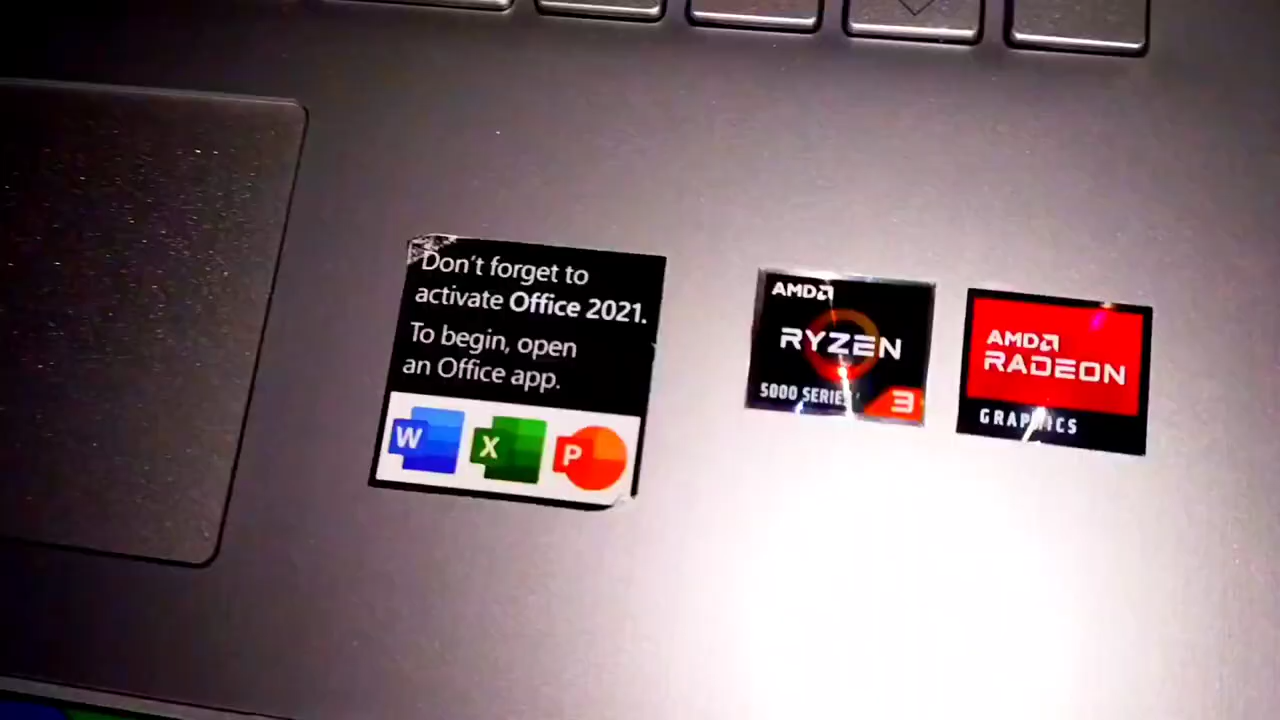 Don't forget to
activate Office 2021.
To begin, open
an Office app.
W X P
AMD
RYZEN
5000 SERIES
3
AMD
RADEON
GRAPHICS